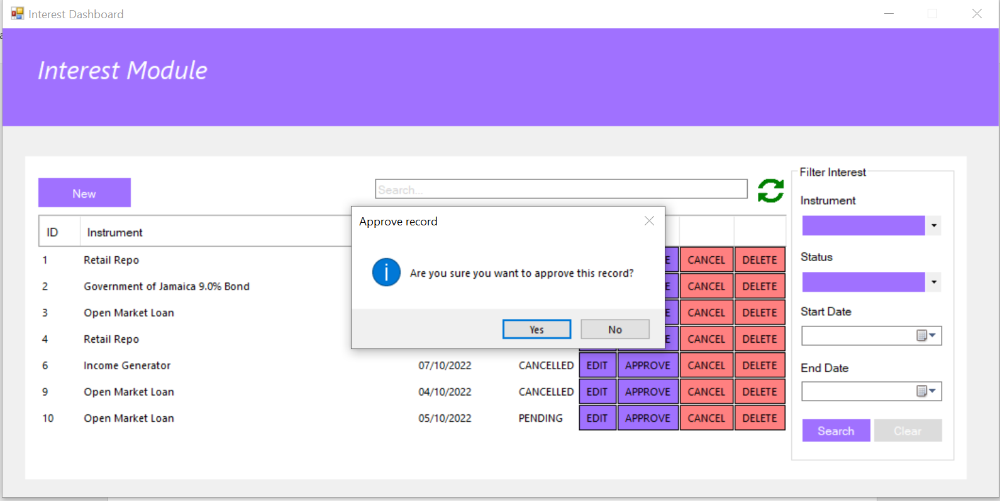 Interest Dashboard
Interest Module
New
Search...
Filter Interest
Instrument
Status
Start Date
End Date
Search Clear
ID Instrument
1 Retail Repo CANCEL DELETE
2 Government of Jamaica 9.0% Bond CANCEL DELETE
3 Open Market Loan CANCEL DELETE
4 Retail Repo CANCEL DELETE
6 Income Generator 07/10/2022 CANCELLED EDIT APPROVE CANCEL DELETE
9 Open Market Loan 04/10/2022 CANCELLED EDIT APPROVE CANCEL DELETE
10 Open Market Loan 05/10/2022 PENDING EDIT APPROVE CANCEL DELETE
Approve record
Are you sure you want to approve this record?
Yes No